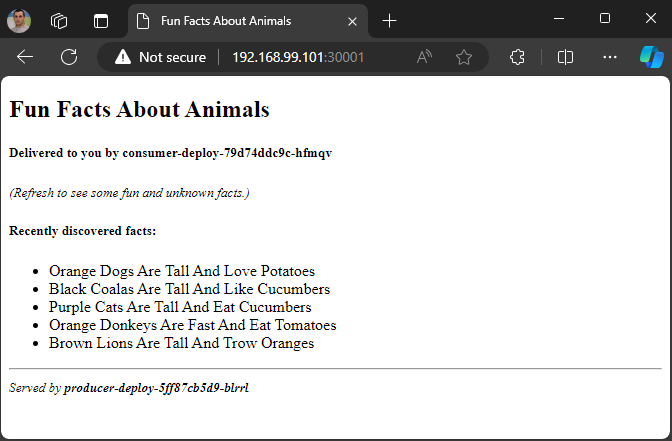 Fun Facts About Animals
Not secure
192.168.99.101:30001
Fun Facts About Animals
Delivered to you by consumer-deploy-79d74ddc9c-hfmqv
(Refresh to see some fun and unknown facts.)
Recently discovered facts:
Orange Dogs Are Tall And Love Potatoes
Black Coalas Are Tall And Like Cucumbers
Purple Cats Are Tall And Eat Cucumbers
Orange Donkeys Are Fast And Eat Tomatoes
Brown Lions Are Tall And Trow Oranges
Served by producer-deploy-5ff87cb5d9-blrrl